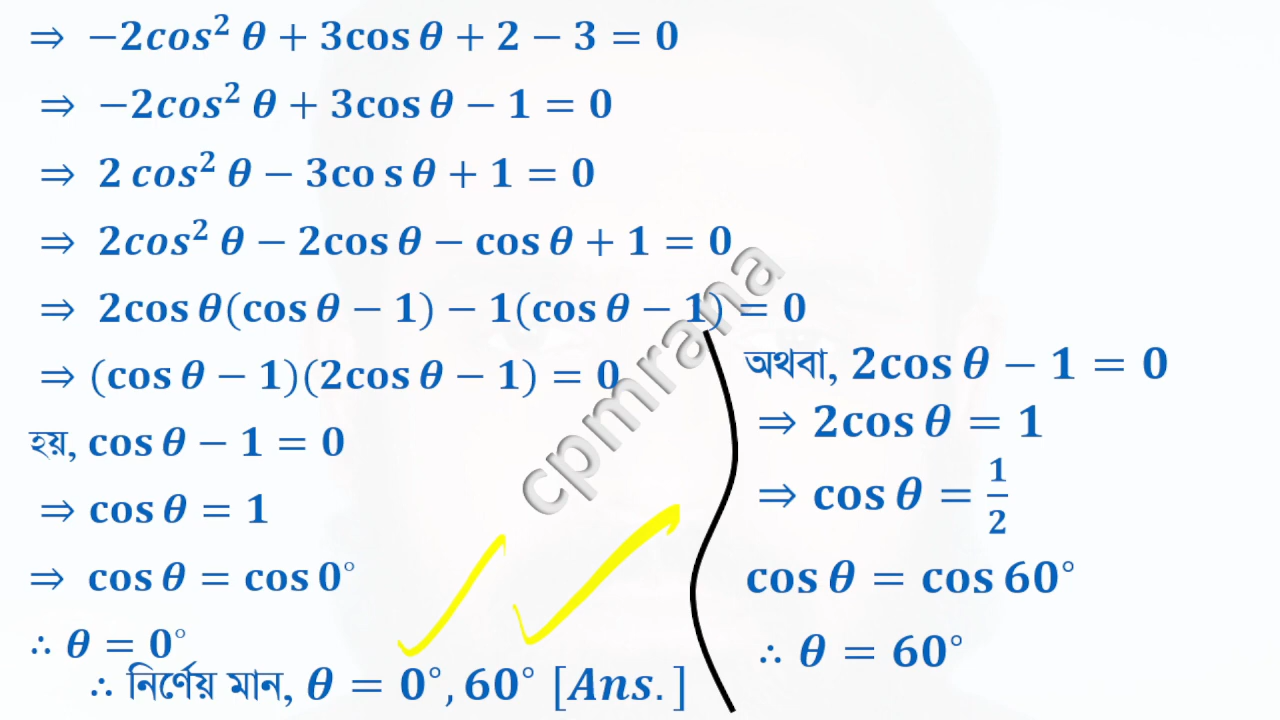 ⇒ −2cos² θ + 3cos θ + 2 − 3 = 0
⇒ −2cos² θ + 3cos θ − 1 = 0
⇒ 2 cos² θ − 3co s θ + 1 = 0
⇒ 2cos² θ − 2cos θ − cos θ + 1 = 0
⇒ 2cos θ(cos θ − 1) − 1(cos θ − 1) = 0
⇒ (cos θ − 1)(2cos θ − 1) = 0
হয়, cos θ − 1 = 0
⇒ cos θ = 1
⇒ cos θ = cos 0°
∴ θ = 0°
অথবা, 2cos θ − 1 = 0
⇒ 2cos θ = 1
⇒ cos θ = 1/2
cos θ = cos 60°
∴ θ = 60°
∴ নির্ণেয় মান, θ = 0°, 60° [Ans.]
cpmrana